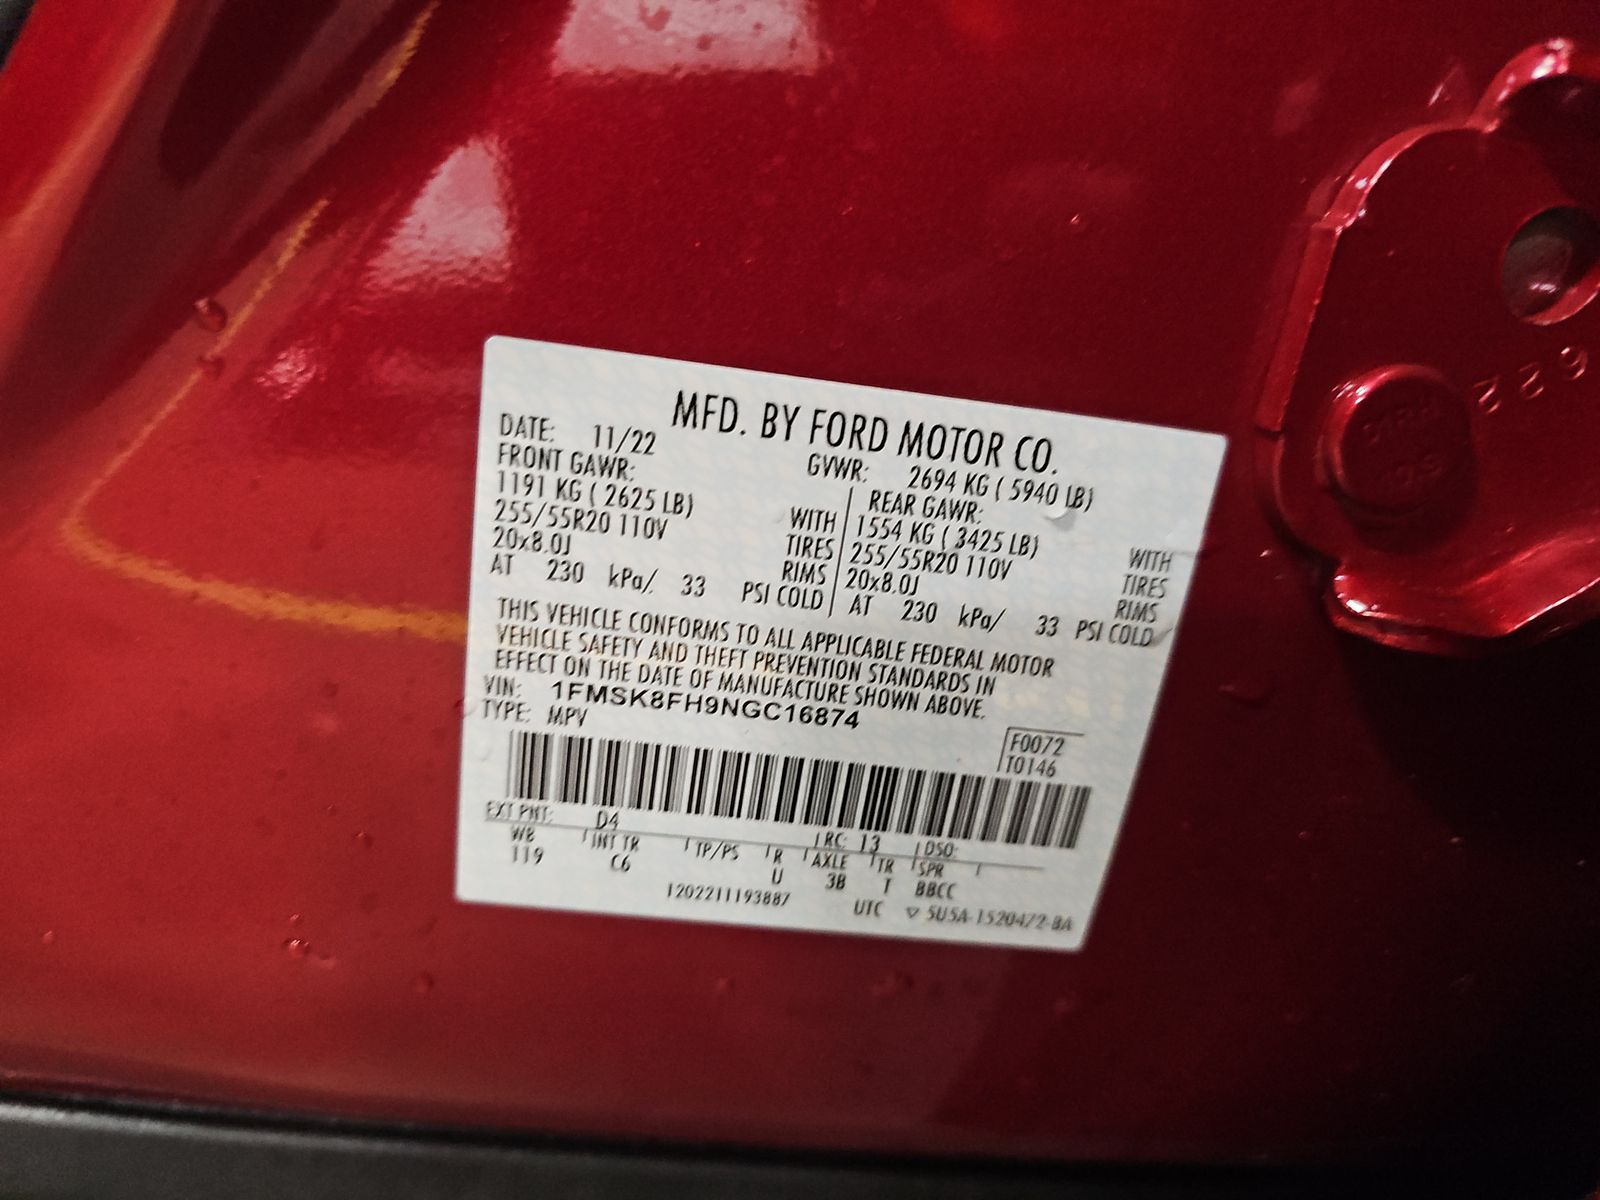 MFD. BY FORD MOTOR CO.
DATE: 11/22 GVWR: 2694 KG ( 5940 LB)
FRONT GAWR: REAR GAWR:
1191 KG ( 2625 LB) WITH 1554 KG ( 3425 LB) WITH
255/55R20 110V TIRES 255/55R20 110V TIRES
20x8.0J RIMS 20x8.0J RIMS
AT 230 kPa/ 33 PSI COLD AT 230 kPa/ 33 PSI COLD
THIS VEHICLE CONFORMS TO ALL APPLICABLE FEDERAL MOTOR
VEHICLE SAFETY AND THEFT PREVENTION STANDARDS IN
EFFECT ON THE DATE OF MANUFACTURE SHOWN ABOVE.
VIN: 1FMSK8FH9NGC16874
TYPE: MPV
F0072
T0146
EXT PNT: D4 RC: 13 DSO:
WB INT TR TP/PS R AXLE TR SPR
119 C6 U 3B T BBCC
1202211193887 UTC ▽ 5U5A-1520472-BA
622